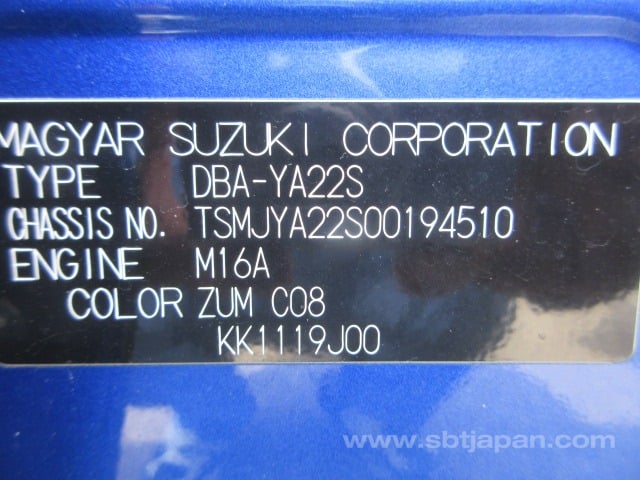 MAGYAR SUZUKI CORPORATION
TYPE DBA-YA22S
CHASSIS NO. TSMJYA22S00194510
ENGINE M16A
COLOR ZUM C08
KK1119J00
www.sbtjapan.com